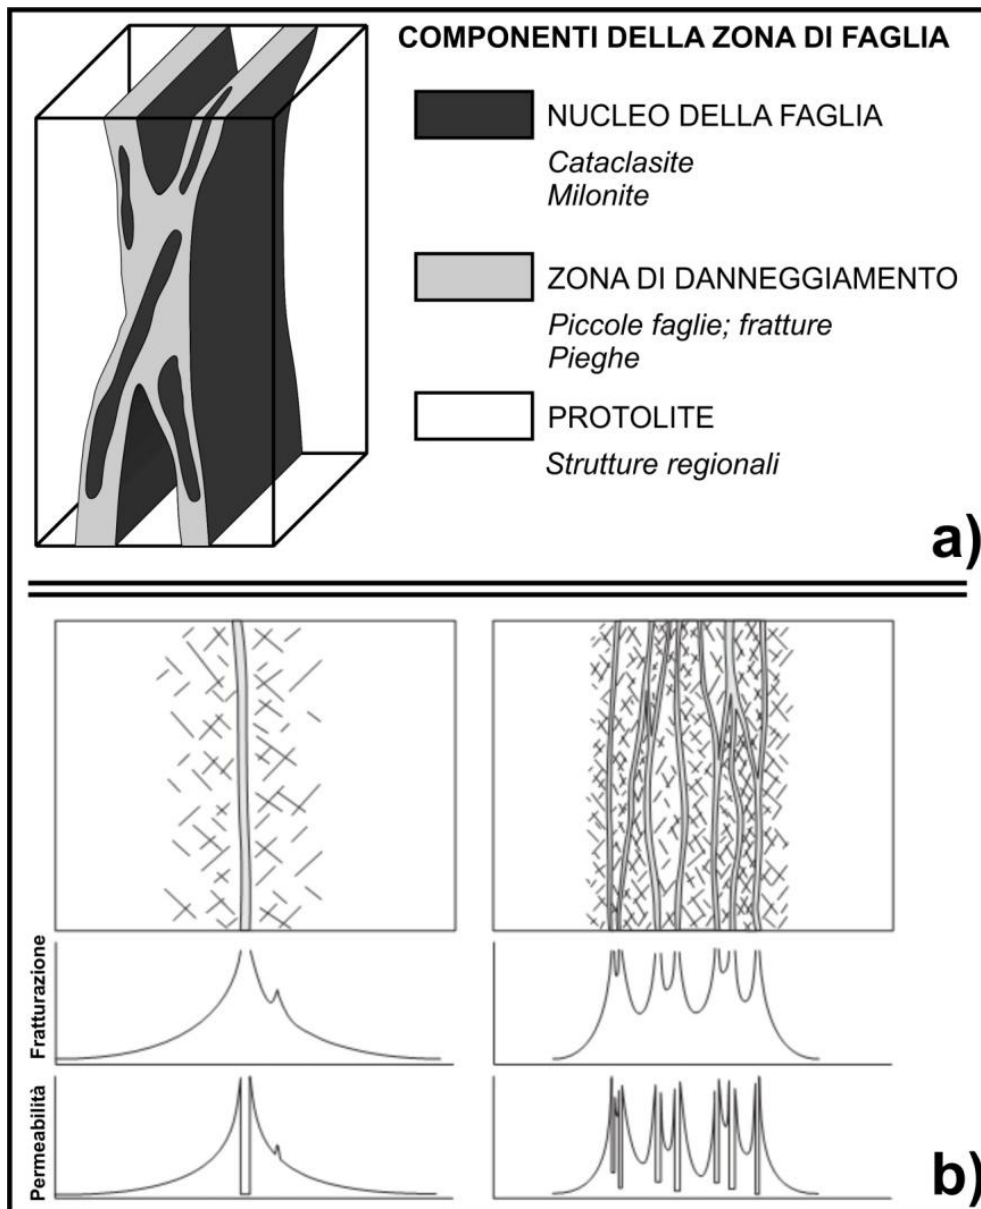 COMPONENTI DELLA ZONA DI FAGLIA
NUCLEO DELLA FAGLIA
Cataclasite
Milonite
ZONA DI DANNEGGIAMENTO
Piccole faglie; fratture
Pieghe
PROTOLITE
Strutture regionali
a)
Fratturazione
Permeabilità
b)